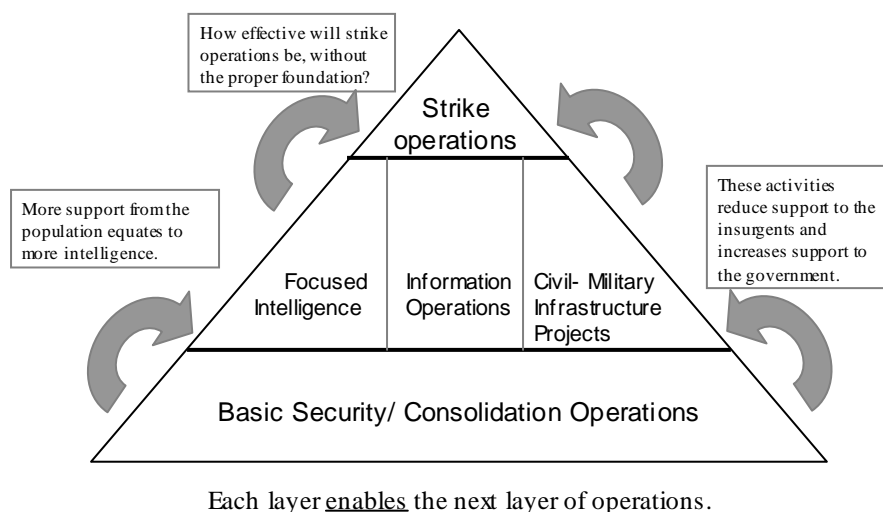 How effective will strike
operations be, without
the proper foundation?
Strike
operations
More support from the
population equates to
more intelligence.
These activities
reduce support to the
insurgents and
increases support to
the government.
Focused
Intelligence
Information
Operations
Civil- Military
Infrastructure
Projects
Basic Security/ Consolidation Operations
Each layer enables the next layer of operations.